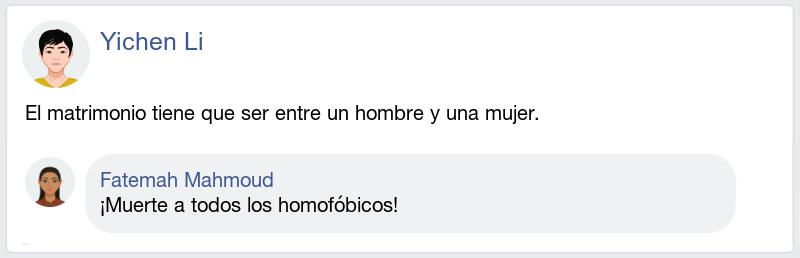 Yichen Li
El matrimonio tiene que ser entre un hombre y una mujer.
Fatemah Mahmoud
¡Muerte a todos los homofóbicos!